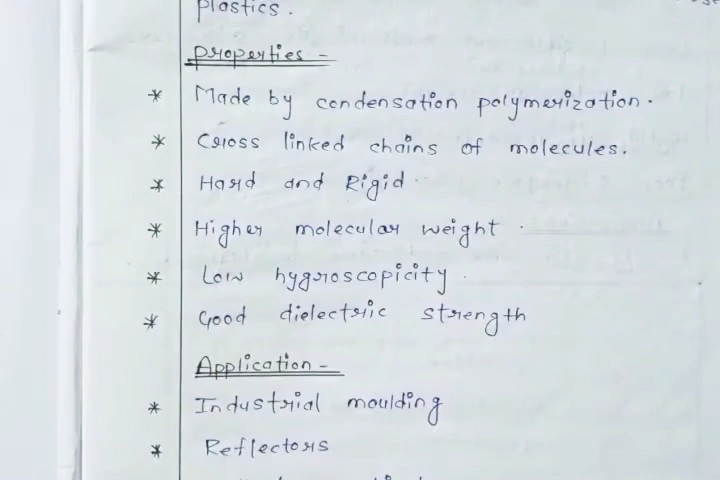 plastics.
Properties -
* Made by condensation polymerization.
* Cross linked chains of molecules.
* Hard and Rigid.
* Higher molecular weight.
* Low hygroscopicity.
* Good dielectric strength
Application -
* Industrial moulding
* Reflectors